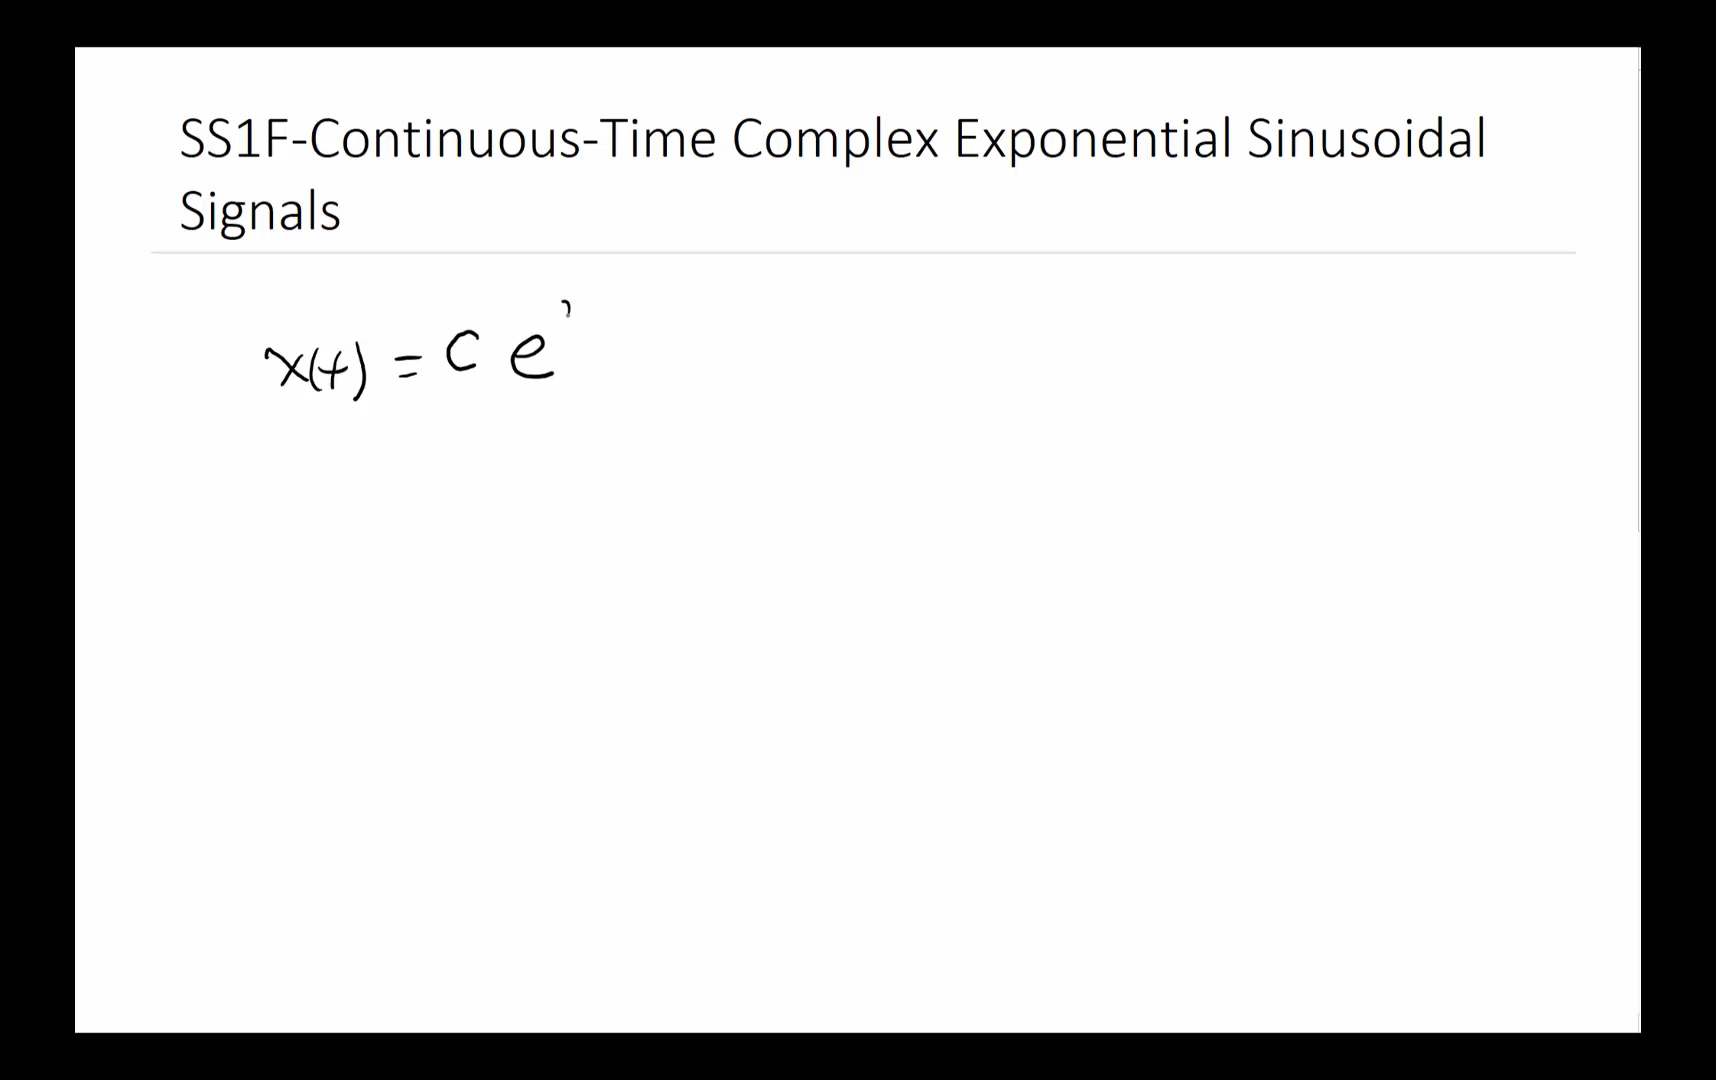 SS1F-Continuous-Time Complex Exponential Sinusoidal
Signals
x(t) = C e